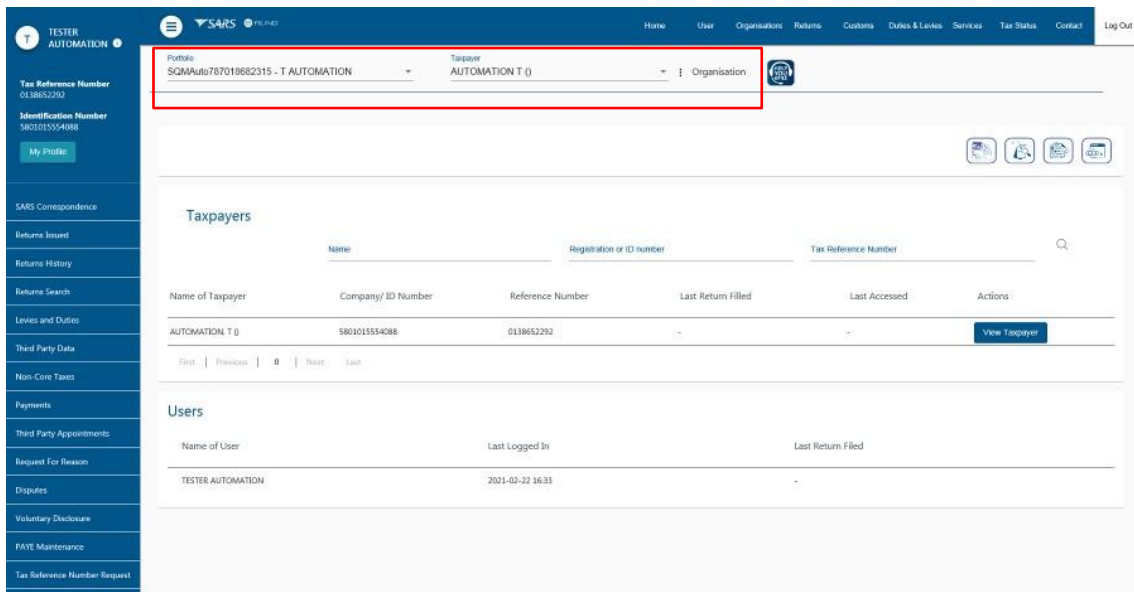 T
TESTER
AUTOMATION
Tax Reference Number
0138652292
Identification Number
5801015554088
My Profile
SARS Correspondence
Returns Issued
Returns History
Returns Search
Levies and Duties
Third Party Data
Non-Core Taxes
Payments
Third Party Appointments
Request For Reason
Disputes
Voluntary Disclosure
PAYE Maintenance
Tax Reference Number Request
SARS eFILING
Home User Organisations Returns Customs Duties & Levies Services Tax Status Contact Log Out
Portfolio Taxpayer
SQMAuto787018682315 - T AUTOMATION AUTOMATION T () Organisation
HELP YOU eFILE
Taxpayers
Name Registration or ID number Tax Reference Number
Name of Taxpayer Company/ ID Number Reference Number Last Return Filled Last Accessed Actions
AUTOMATION, T () 5801015554088 0138652292 - - View Taxpayer
First | Previous | 0 | Next Last
Users
Name of User Last Logged In Last Return Filed
TESTER AUTOMATION 2021-02-22 16:33 -